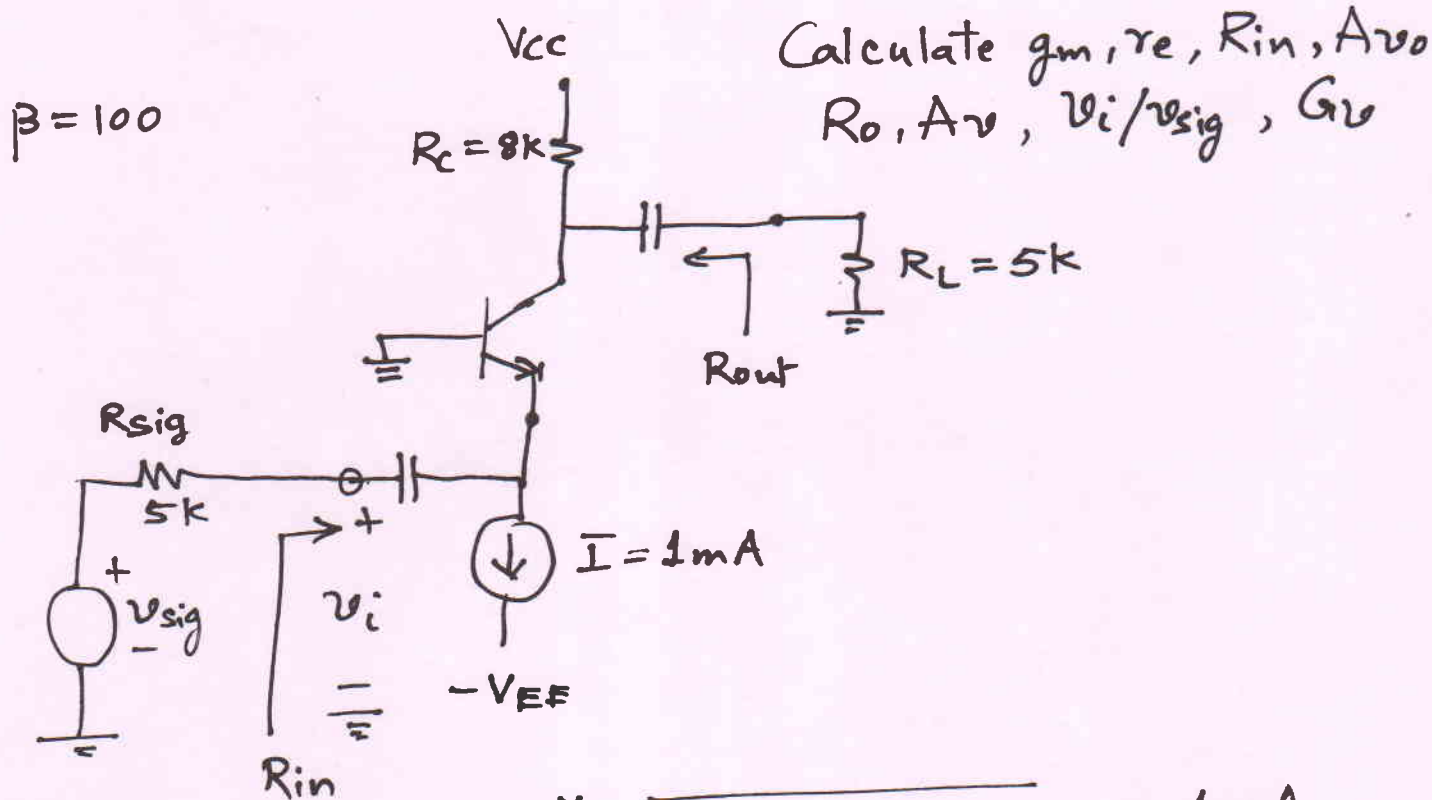 Calculate gm, re, Rin, Avo
Ro, Av, vi/vsig, Gv
β = 100
VCC
Rc = 8K
RL = 5K
Rout
Rsig
5K
+
vsig
-
+
vi
-
I = 1mA
-VEE
Rin